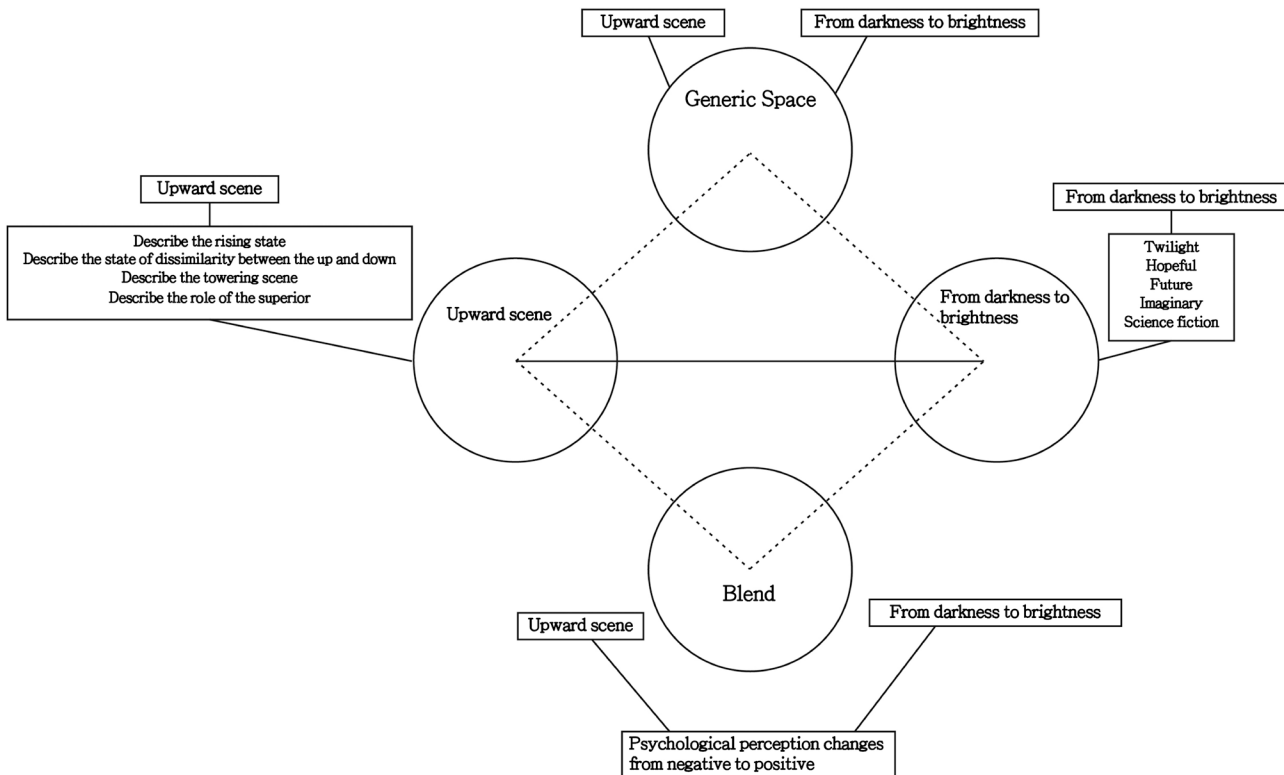 Upward scene
From darkness to brightness
Generic Space
Upward scene
Describe the rising state
Describe the state of dissimilarity between the up and down
Describe the towering scene
Describe the role of the superior
From darkness to brightness
Twilight
Hopeful
Future
Imaginary
Science fiction
Upward scene
From darkness to
brightness
Blend
Upward scene
From darkness to brightness
Psychological perception changes
from negative to positive